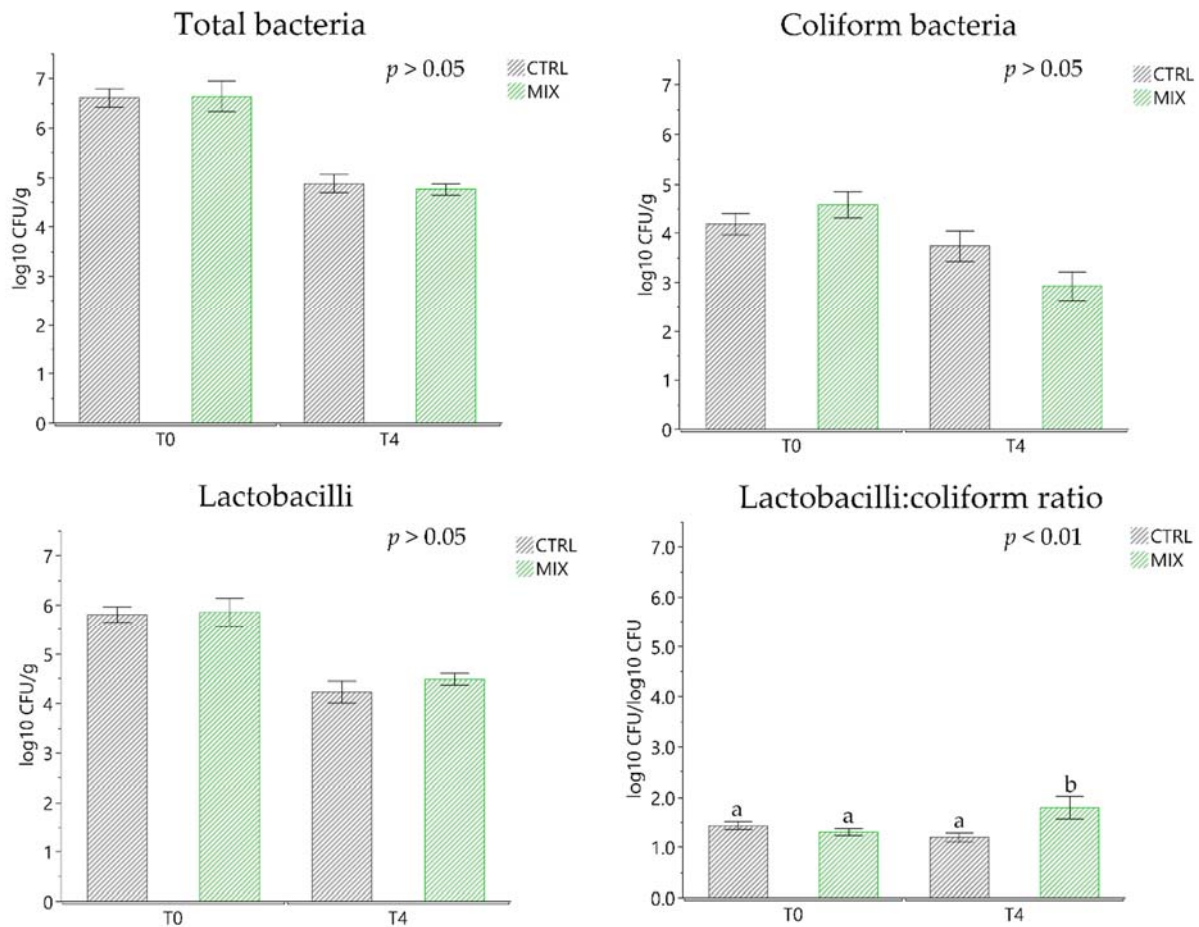 Total bacteria
p > 0.05
CTRL
MIX
log10 CFU/g
7
6
5
4
3
2
1
0
T0
T4
Coliform bacteria
p > 0.05
CTRL
MIX
log10 CFU/g
7
6
5
4
3
2
1
0
T0
T4
Lactobacilli
p > 0.05
CTRL
MIX
log10 CFU/g
7
6
5
4
3
2
1
0
T0
T4
Lactobacilli:coliform ratio
p < 0.01
CTRL
MIX
log10 CFU/log10 CFU
7.0
6.0
5.0
4.0
3.0
2.0
1.0
0.0
a
a
a
b
T0
T4